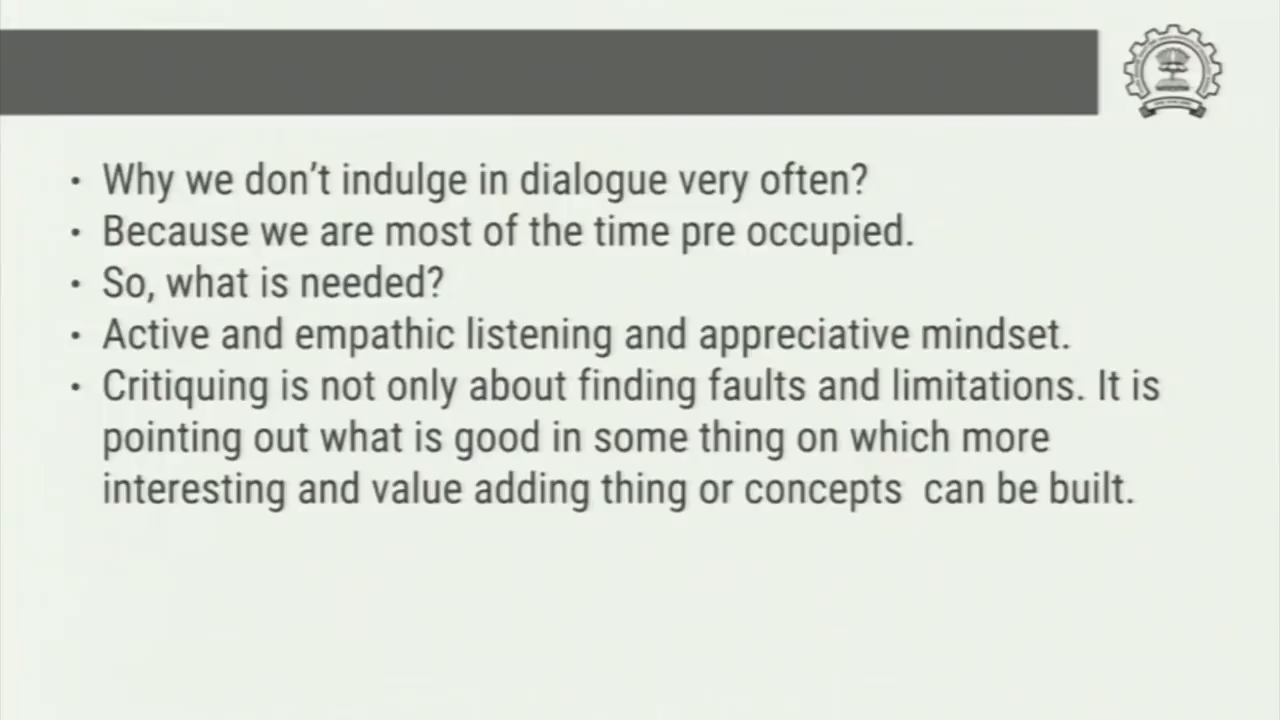 • Why we don't indulge in dialogue very often?
• Because we are most of the time pre occupied.
• So, what is needed?
• Active and empathic listening and appreciative mindset.
• Critiquing is not only about finding faults and limitations. It is
pointing out what is good in some thing on which more
interesting and value adding thing or concepts  can be built.